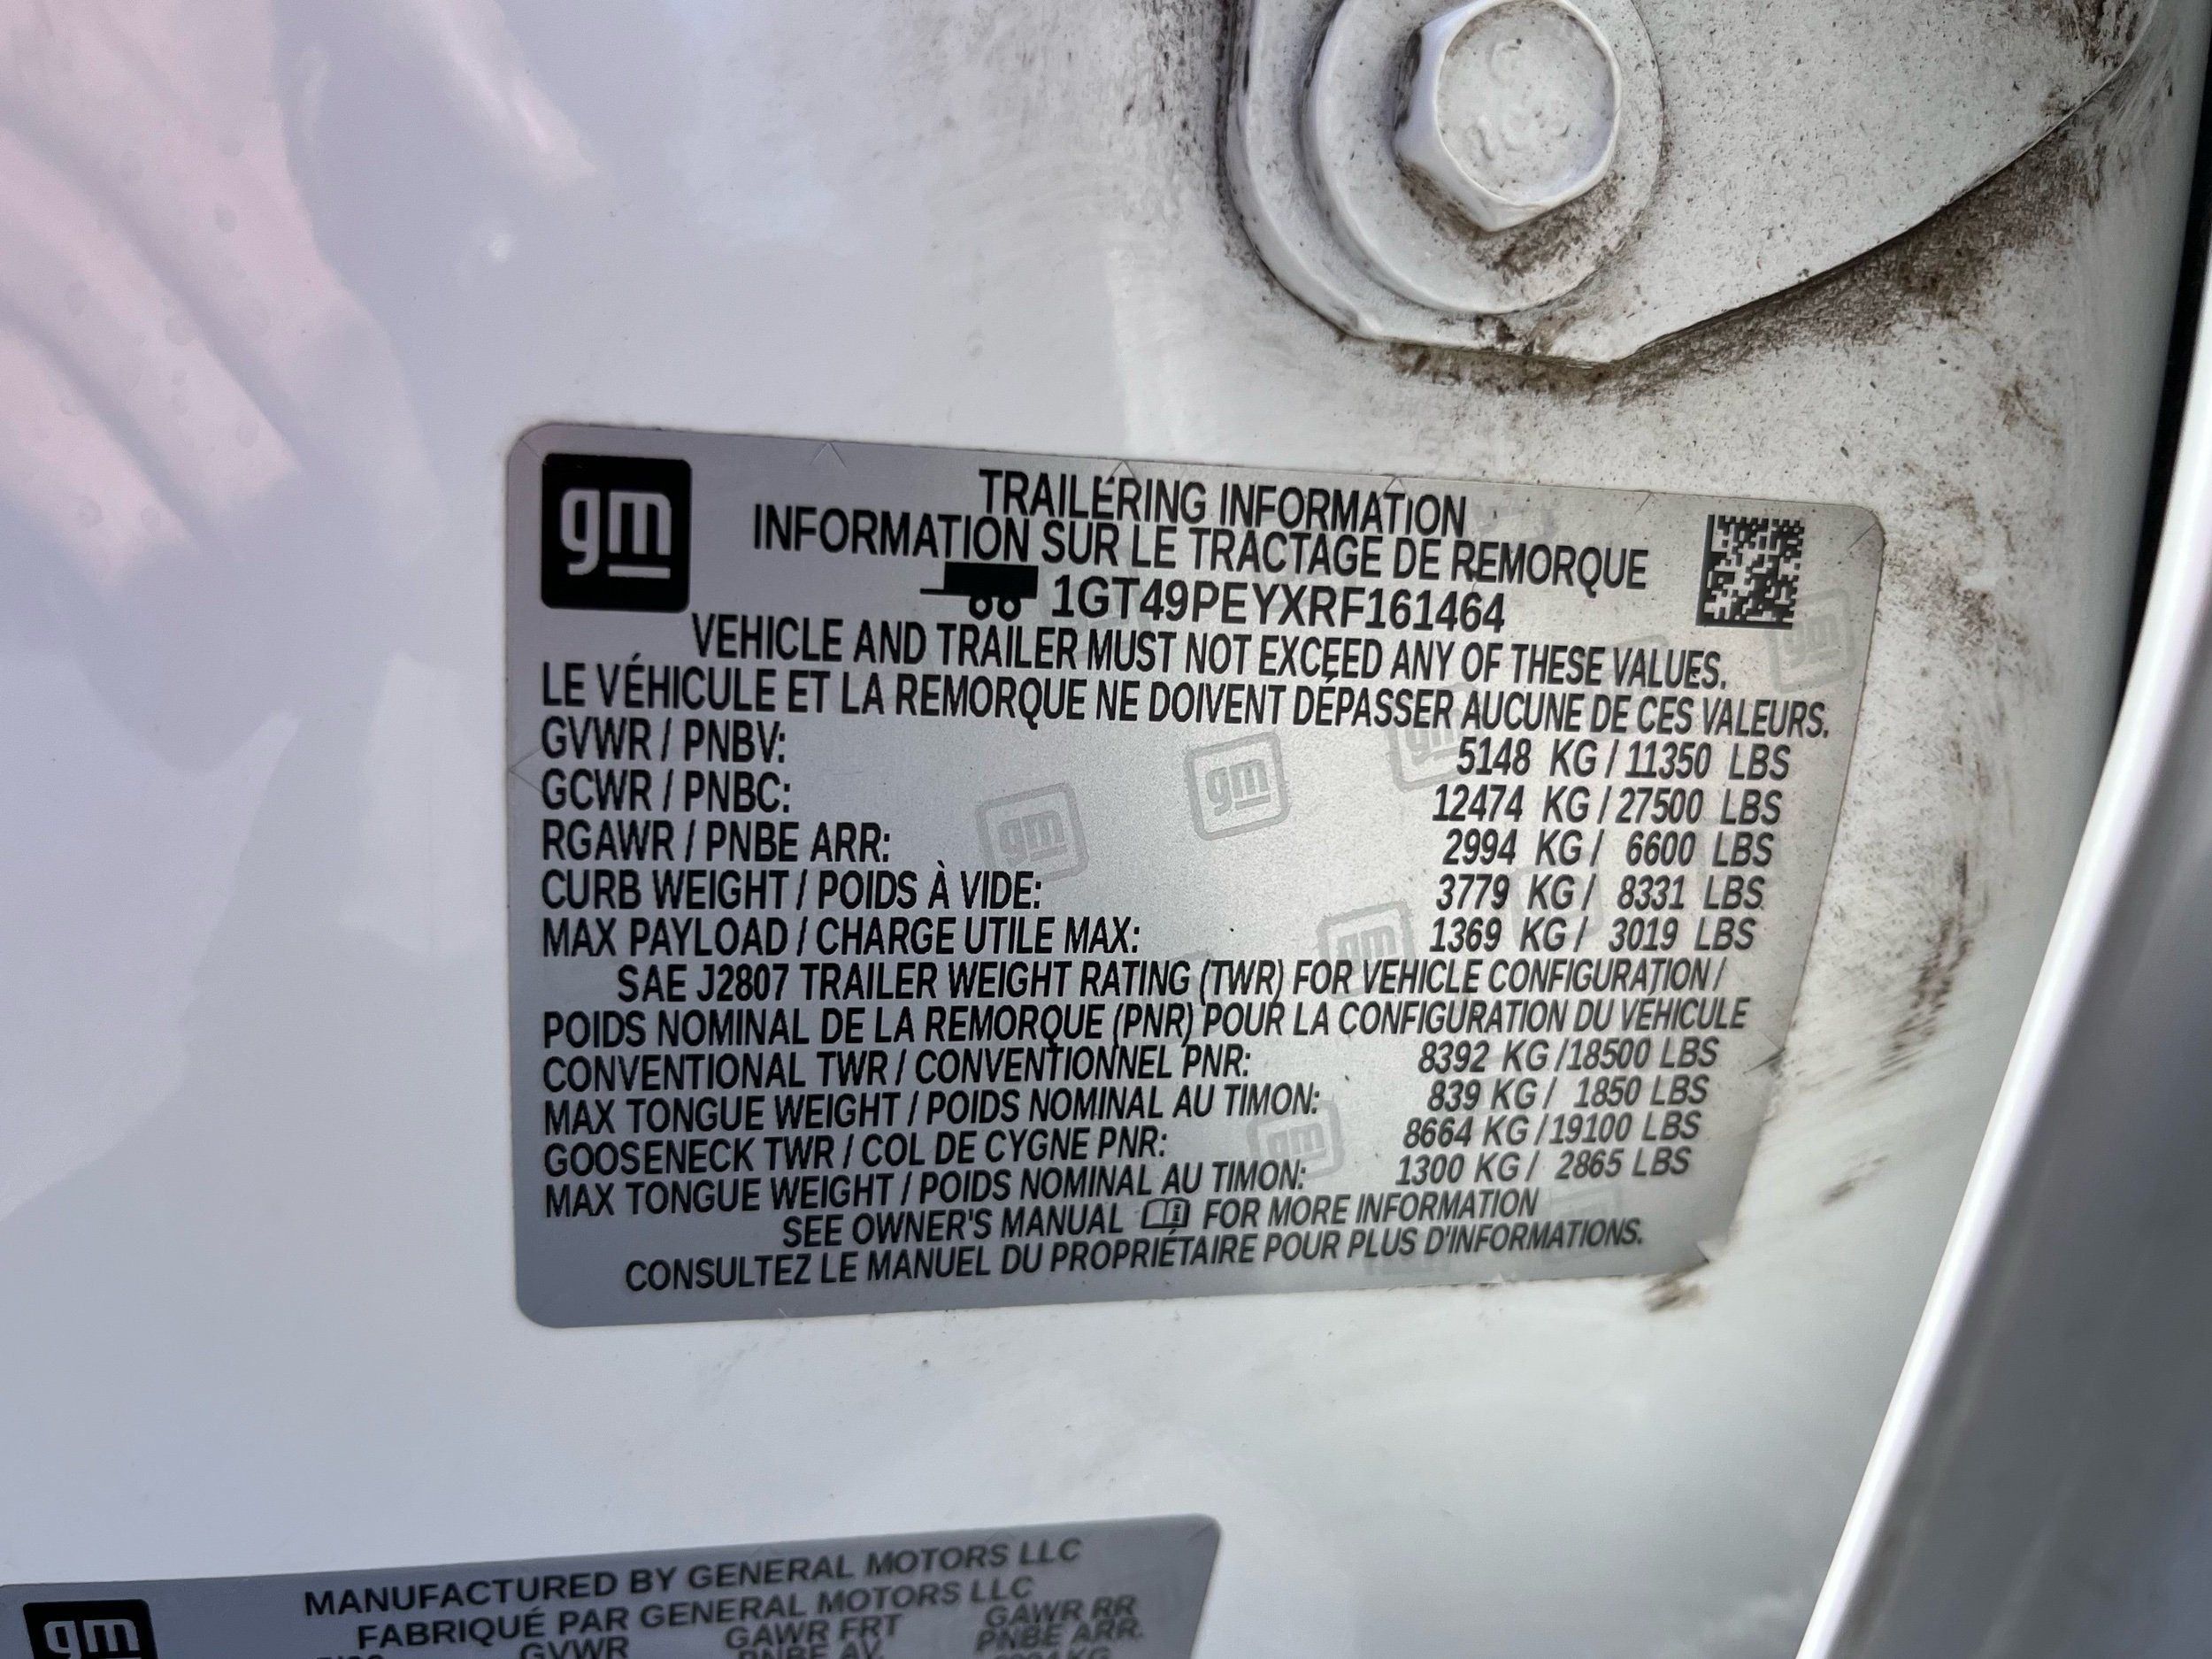 gm
TRAILERING INFORMATION
INFORMATION SUR LE TRACTAGE DE REMORQUE
1GT49PEYXRF161464
VEHICLE AND TRAILER MUST NOT EXCEED ANY OF THESE VALUES.
LE VÉHICULE ET LA REMORQUE NE DOIVENT DÉPASSER AUCUNE DE CES VALEURS.
GVWR / PNBV: 5148 KG / 11350 LBS
GCWR / PNBC: 12474 KG / 27500 LBS
RGAWR / PNBE ARR: 2994 KG / 6600 LBS
CURB WEIGHT / POIDS À VIDE: 3779 KG / 8331 LBS
MAX PAYLOAD / CHARGE UTILE MAX: 1369 KG / 3019 LBS
SAE J2807 TRAILER WEIGHT RATING (TWR) FOR VEHICLE CONFIGURATION /
POIDS NOMINAL DE LA REMORQUE (PNR) POUR LA CONFIGURATION DU VÉHICULE
CONVENTIONAL TWR / CONVENTIONNEL PNR: 8392 KG /18500 LBS
MAX TONGUE WEIGHT / POIDS NOMINAL AU TIMON: 839 KG / 1850 LBS
GOOSENECK TWR / COL DE CYGNE PNR: 8664 KG /19100 LBS
MAX TONGUE WEIGHT / POIDS NOMINAL AU TIMON: 1300 KG / 2865 LBS
SEE OWNER'S MANUAL FOR MORE INFORMATION
CONSULTEZ LE MANUEL DU PROPRIÉTAIRE POUR PLUS D'INFORMATIONS.
gm
MANUFACTURED BY GENERAL MOTORS LLC
FABRIQUÉ PAR GENERAL MOTORS LLC
GVWR GAWR FRT GAWR RR
PNBE AV. PNBE ARR.